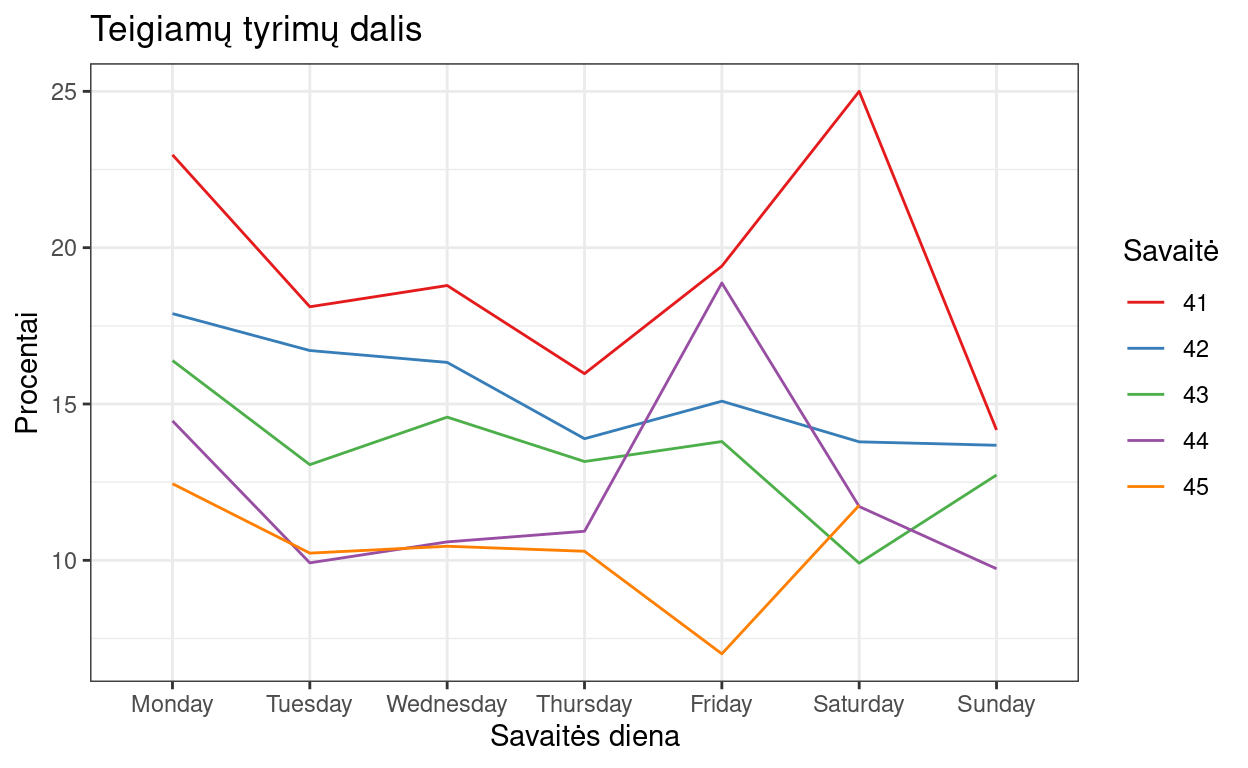 Teigiamų tyrimų dalis
Procentai
25
20
15
10
Monday Tuesday Wednesday Thursday Friday Saturday Sunday
Savaitės diena
Savaitė
41
42
43
44
45